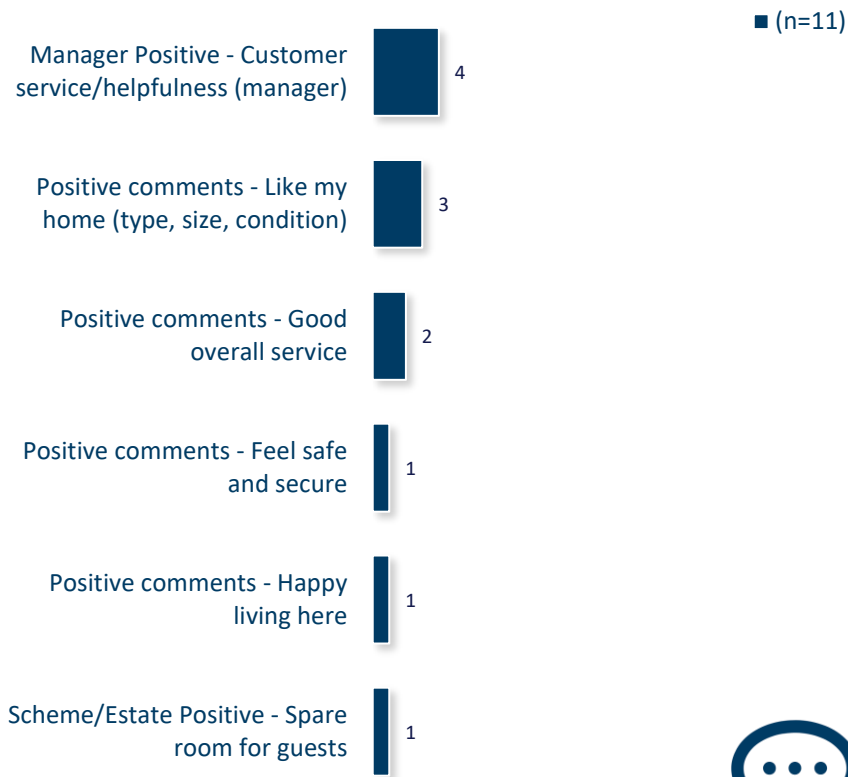 (n=11)
Manager Positive - Customer
service/helpfulness (manager)
4
Positive comments - Like my
home (type, size, condition)
3
Positive comments - Good
overall service
2
Positive comments - Feel safe
and secure
1
Positive comments - Happy
living here
1
Scheme/Estate Positive - Spare
room for guests
1